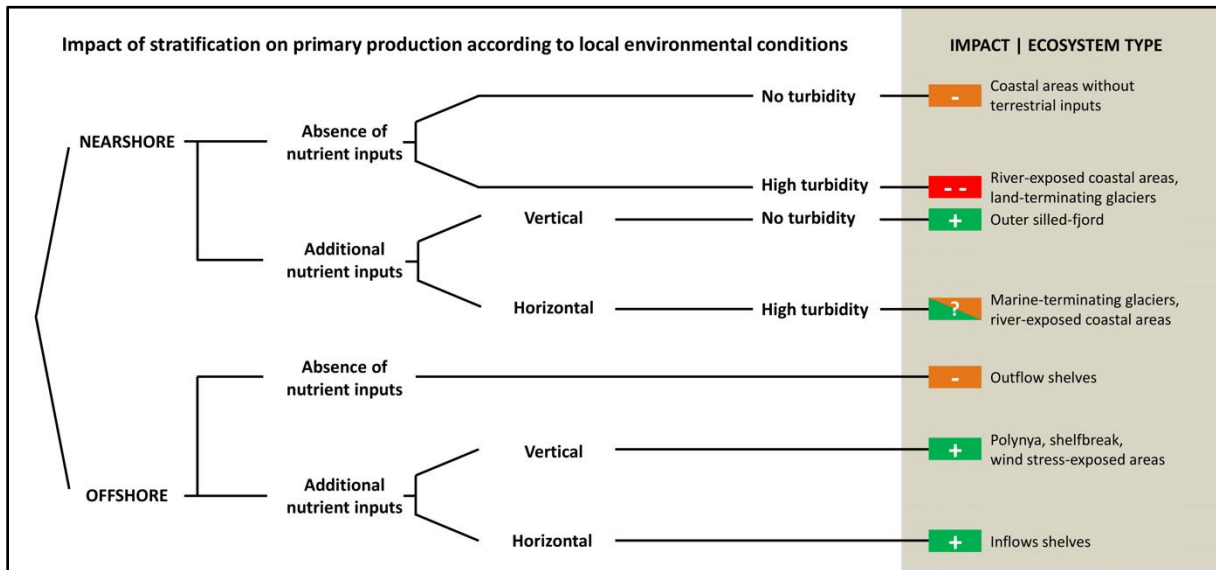 Impact of stratification on primary production according to local environmental conditions
IMPACT | ECOSYSTEM TYPE
NEARSHORE
Absence of
nutrient inputs
No turbidity
-
Coastal areas without
terrestrial inputs
High turbidity
- -
River-exposed coastal areas,
land-terminating glaciers
Additional
nutrient inputs
Vertical
No turbidity
+
Outer silled-fjord
Horizontal
High turbidity
?
Marine-terminating glaciers,
river-exposed coastal areas
OFFSHORE
Absence of
nutrient inputs
-
Outflow shelves
Additional
nutrient inputs
Vertical
+
Polynya, shelfbreak,
wind stress-exposed areas
Horizontal
+
Inflows shelves